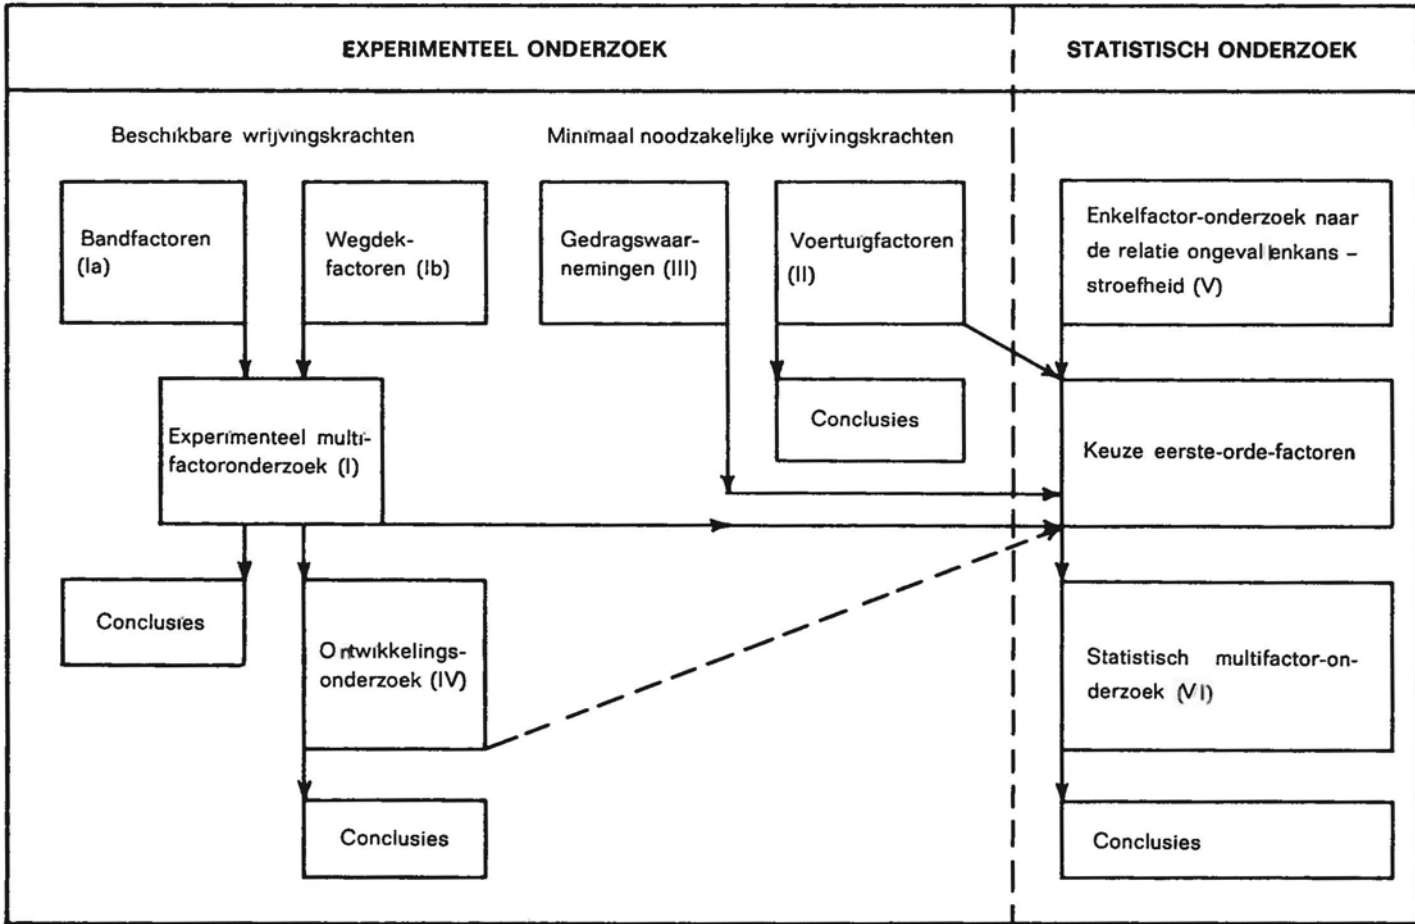 EXPERIMENTEEL ONDERZOEK
STATISTISCH ONDERZOEK
Beschikbare wrijvingskrachten
Minimaal noodzakelijke wrijvingskrachten
Bandfactoren
(Ia)
Wegdek-
factoren (Ib)
Gedragswaar-
nemingen (III)
Voertuigfactoren
(II)
Enkelfactor-onderzoek naar
de relatie ongevallenkans –
stroefheid (V)
Experimenteel multi-
factoronderzoek (I)
Conclusies
Keuze eerste-orde-factoren
Conclusies
Ontwikkelings-
onderzoek (IV)
Statistisch multifactor-on-
derzoek (VI)
Conclusies
Conclusies